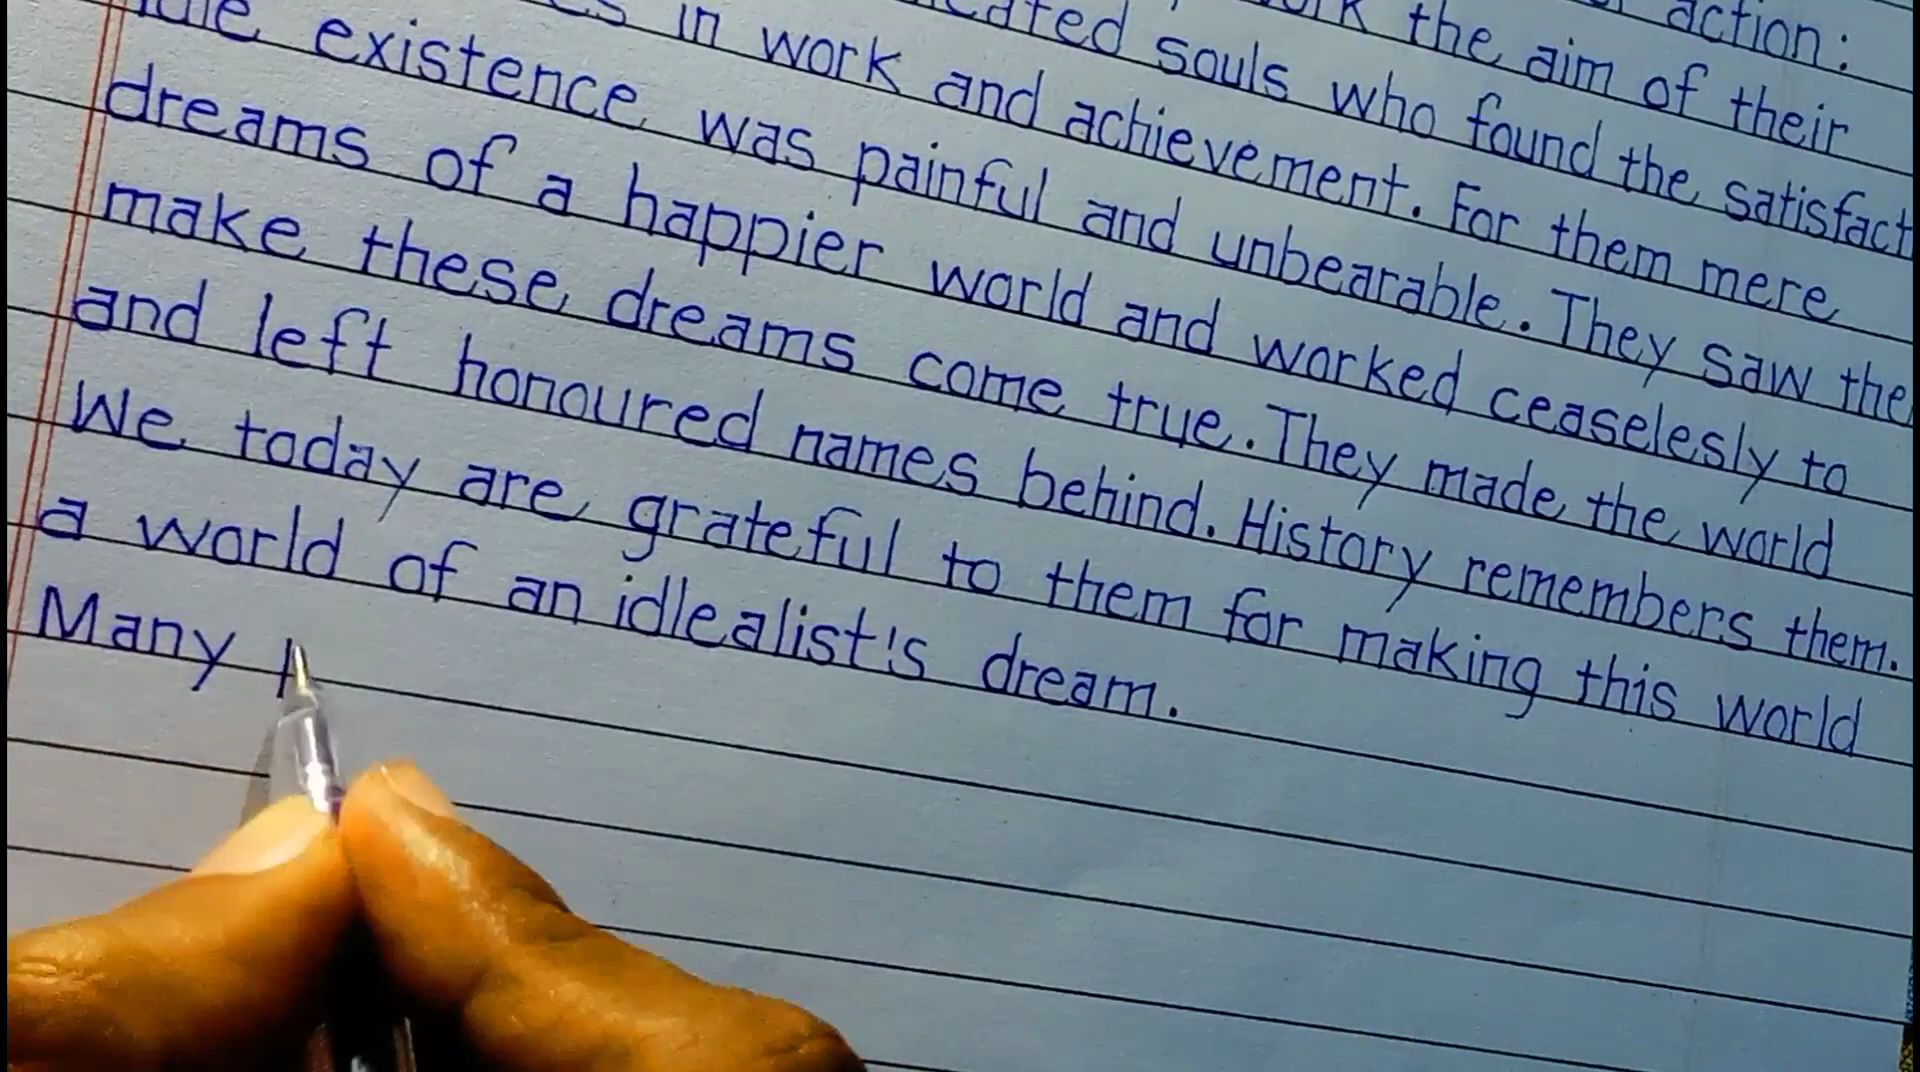 action:
the aim of their
souls who found the satisfact
in work and achievement. For them mere
idle existence was painful and unbearable. They saw the
dreams of a happier world and worked ceaselesly to
make these dreams come true. They made the world
and left honoured names behind. History remembers them.
We today are grateful to them for making this world
a world of an idlealist's dream.
Many